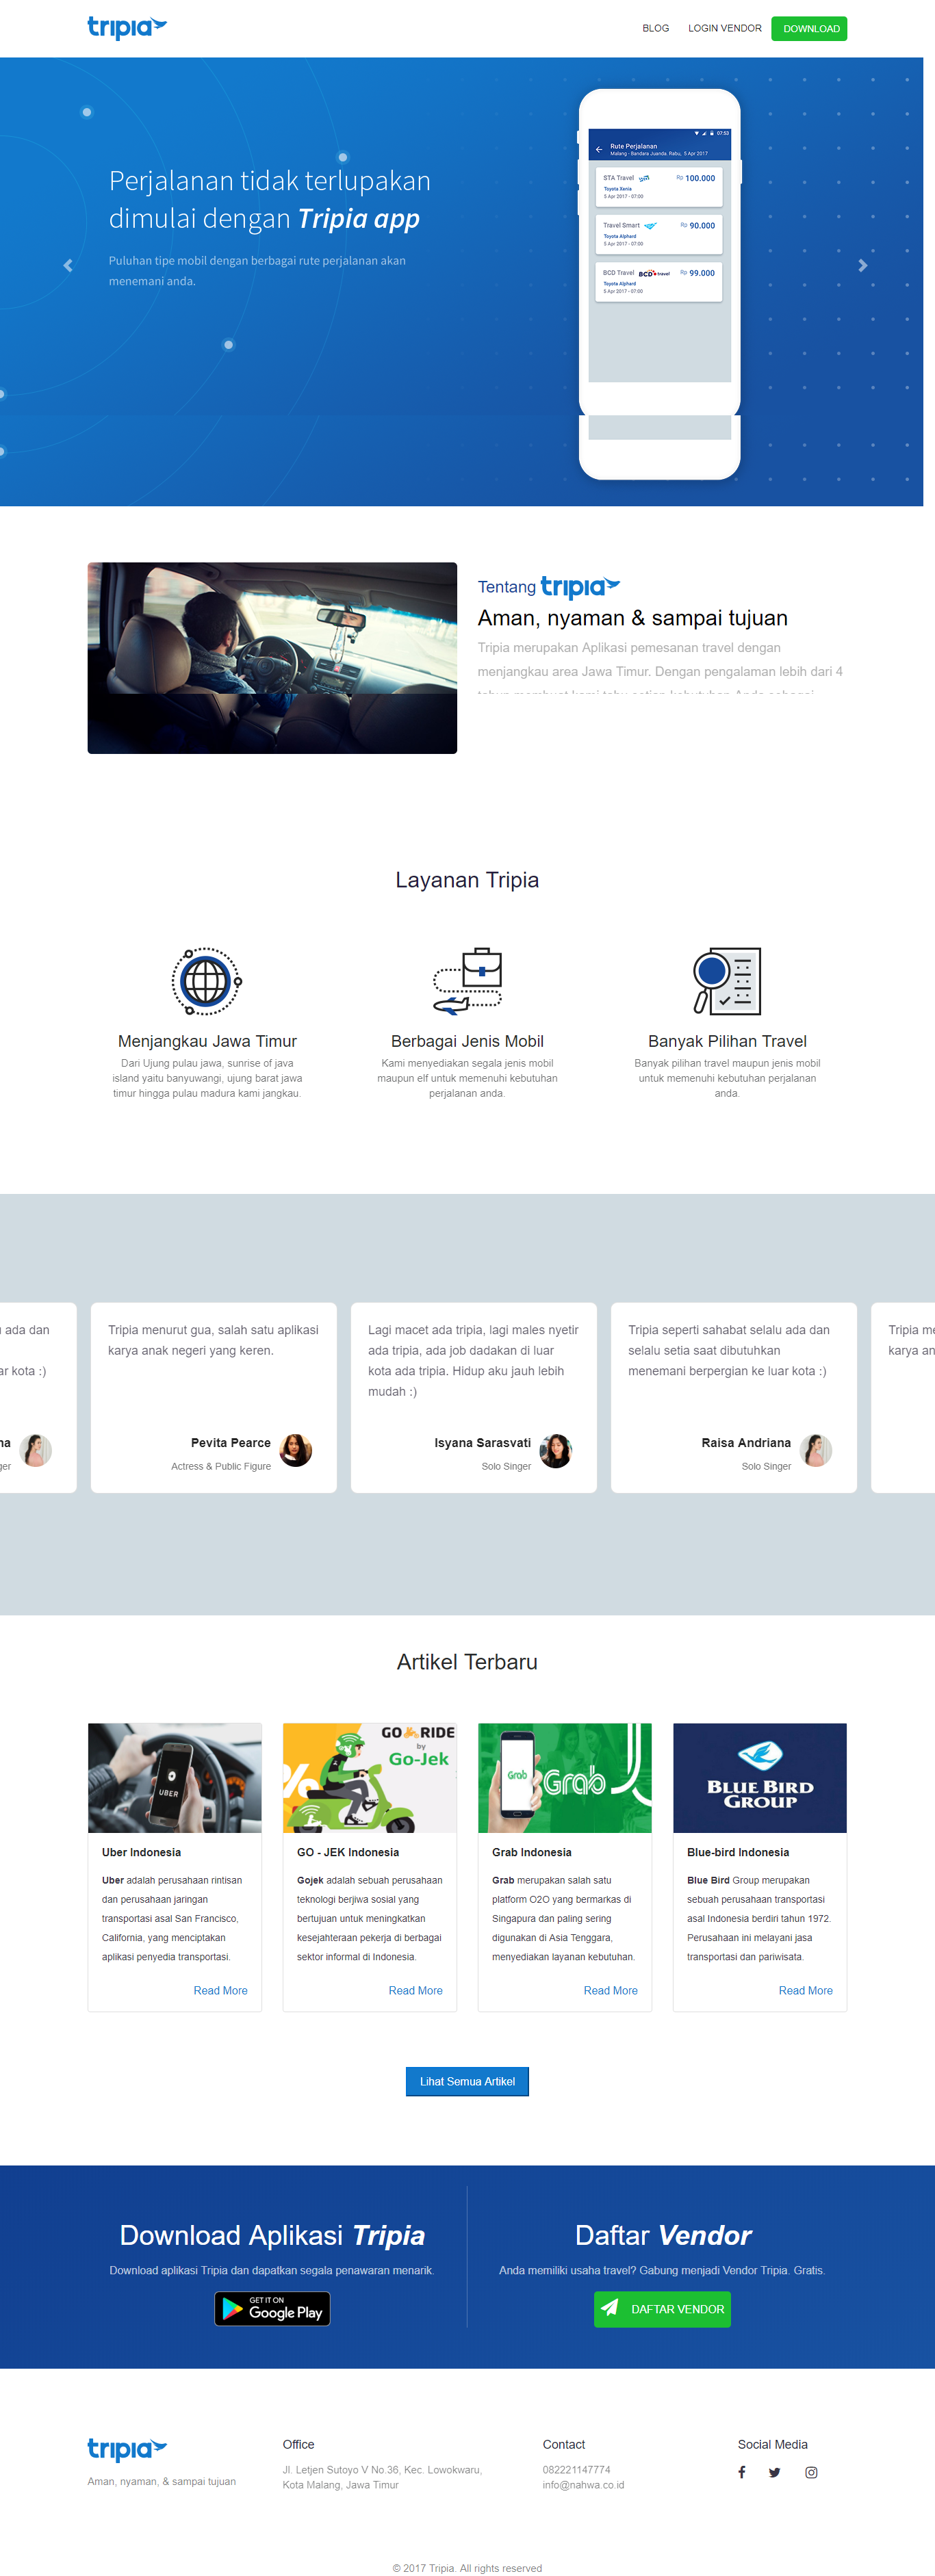 tripia
BLOG
LOGIN VENDOR
DOWNLOAD
Perjalanan tidak terlupakan
dimulai dengan Tripia app
Puluhan tipe mobil dengan berbagai rute perjalanan akan
menemani anda.
07:53
Rute Perjalanan
Malang - Bandara Juanda. Rabu, 5 Apr 2017
STA Travel
Rp 100.000
Toyota Xenia
5 Apr 2017 - 07:00
Travel Smart
Rp 90.000
Toyota Alphard
5 Apr 2017 - 07:00
BCD Travel BCD travel
Rp 99.000
Toyota Alphard
5 Apr 2017 - 07:00
Tentang tripia
Aman, nyaman & sampai tujuan
Tripia merupakan Aplikasi pemesanan travel dengan
menjangkau area Jawa Timur. Dengan pengalaman lebih dari 4
Layanan Tripia
Menjangkau Jawa Timur
Dari Ujung pulau jawa, sunrise of java
island yaitu banyuwangi, ujung barat jawa
timur hingga pulau madura kami jangkau.
Berbagai Jenis Mobil
Kami menyediakan segala jenis mobil
maupun elf untuk memenuhi kebutuhan
perjalanan anda.
Banyak Pilihan Travel
Banyak pilihan travel maupun jenis mobil
untuk memenuhi kebutuhan perjalanan
anda.
ada dan
ar kota :)
na
ger
Tripia menurut gua, salah satu aplikasi
karya anak negeri yang keren.
Pevita Pearce
Actress & Public Figure
Lagi macet ada tripia, lagi males nyetir
ada tripia, ada job dadakan di luar
kota ada tripia. Hidup aku jauh lebih
mudah :)
Isyana Sarasvati
Solo Singer
Tripia seperti sahabat selalu ada dan
selalu setia saat dibutuhkan
menemani berpergian ke luar kota :)
Raisa Andriana
Solo Singer
Tripia me
karya an
Artikel Terbaru
UBER
Uber Indonesia
Uber adalah perusahaan rintisan
dan perusahaan jaringan
transportasi asal San Francisco,
California, yang menciptakan
aplikasi penyedia transportasi.
Read More
GO RIDE
by
Go-Jek
%
GO - JEK Indonesia
Gojek adalah sebuah perusahaan
teknologi berjiwa sosial yang
bertujuan untuk meningkatkan
kesejahteraan pekerja di berbagai
sektor informal di Indonesia.
Read More
Grab
Grab
Grab Indonesia
Grab merupakan salah satu
platform O2O yang bermarkas di
Singapura dan paling sering
digunakan di Asia Tenggara,
menyediakan layanan kebutuhan.
Read More
BLUE BIRD
GROUP
Blue-bird Indonesia
Blue Bird Group merupakan
sebuah perusahaan transportasi
asal Indonesia berdiri tahun 1972.
Perusahaan ini melayani jasa
transportasi dan pariwisata.
Read More
Lihat Semua Artikel
Download Aplikasi Tripia
Download aplikasi Tripia dan dapatkan segala penawaran menarik.
GET IT ON
Google Play
Daftar Vendor
Anda memiliki usaha travel? Gabung menjadi Vendor Tripia. Gratis.
DAFTAR VENDOR
tripia
Aman, nyaman, & sampai tujuan
Office
Jl. Letjen Sutoyo V No.36, Kec. Lowokwaru,
Kota Malang, Jawa Timur
Contact
082221147774
info@nahwa.co.id
Social Media
© 2017 Tripia. All rights reserved